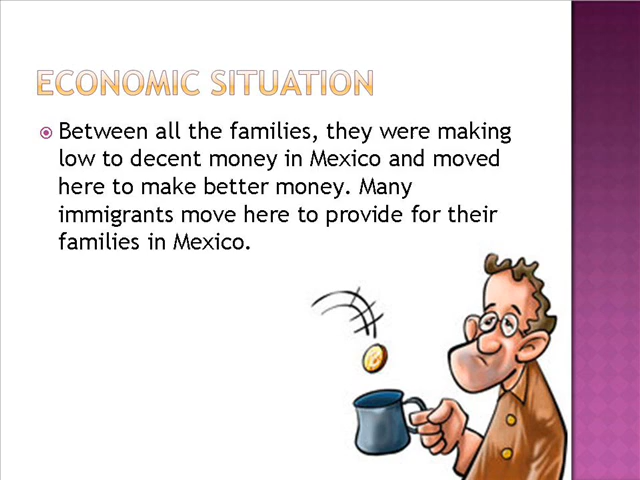 ECONOMIC SITUATION
Between all the families, they were making
low to decent money in Mexico and moved
here to make better money. Many
immigrants move here to provide for their
families in Mexico.